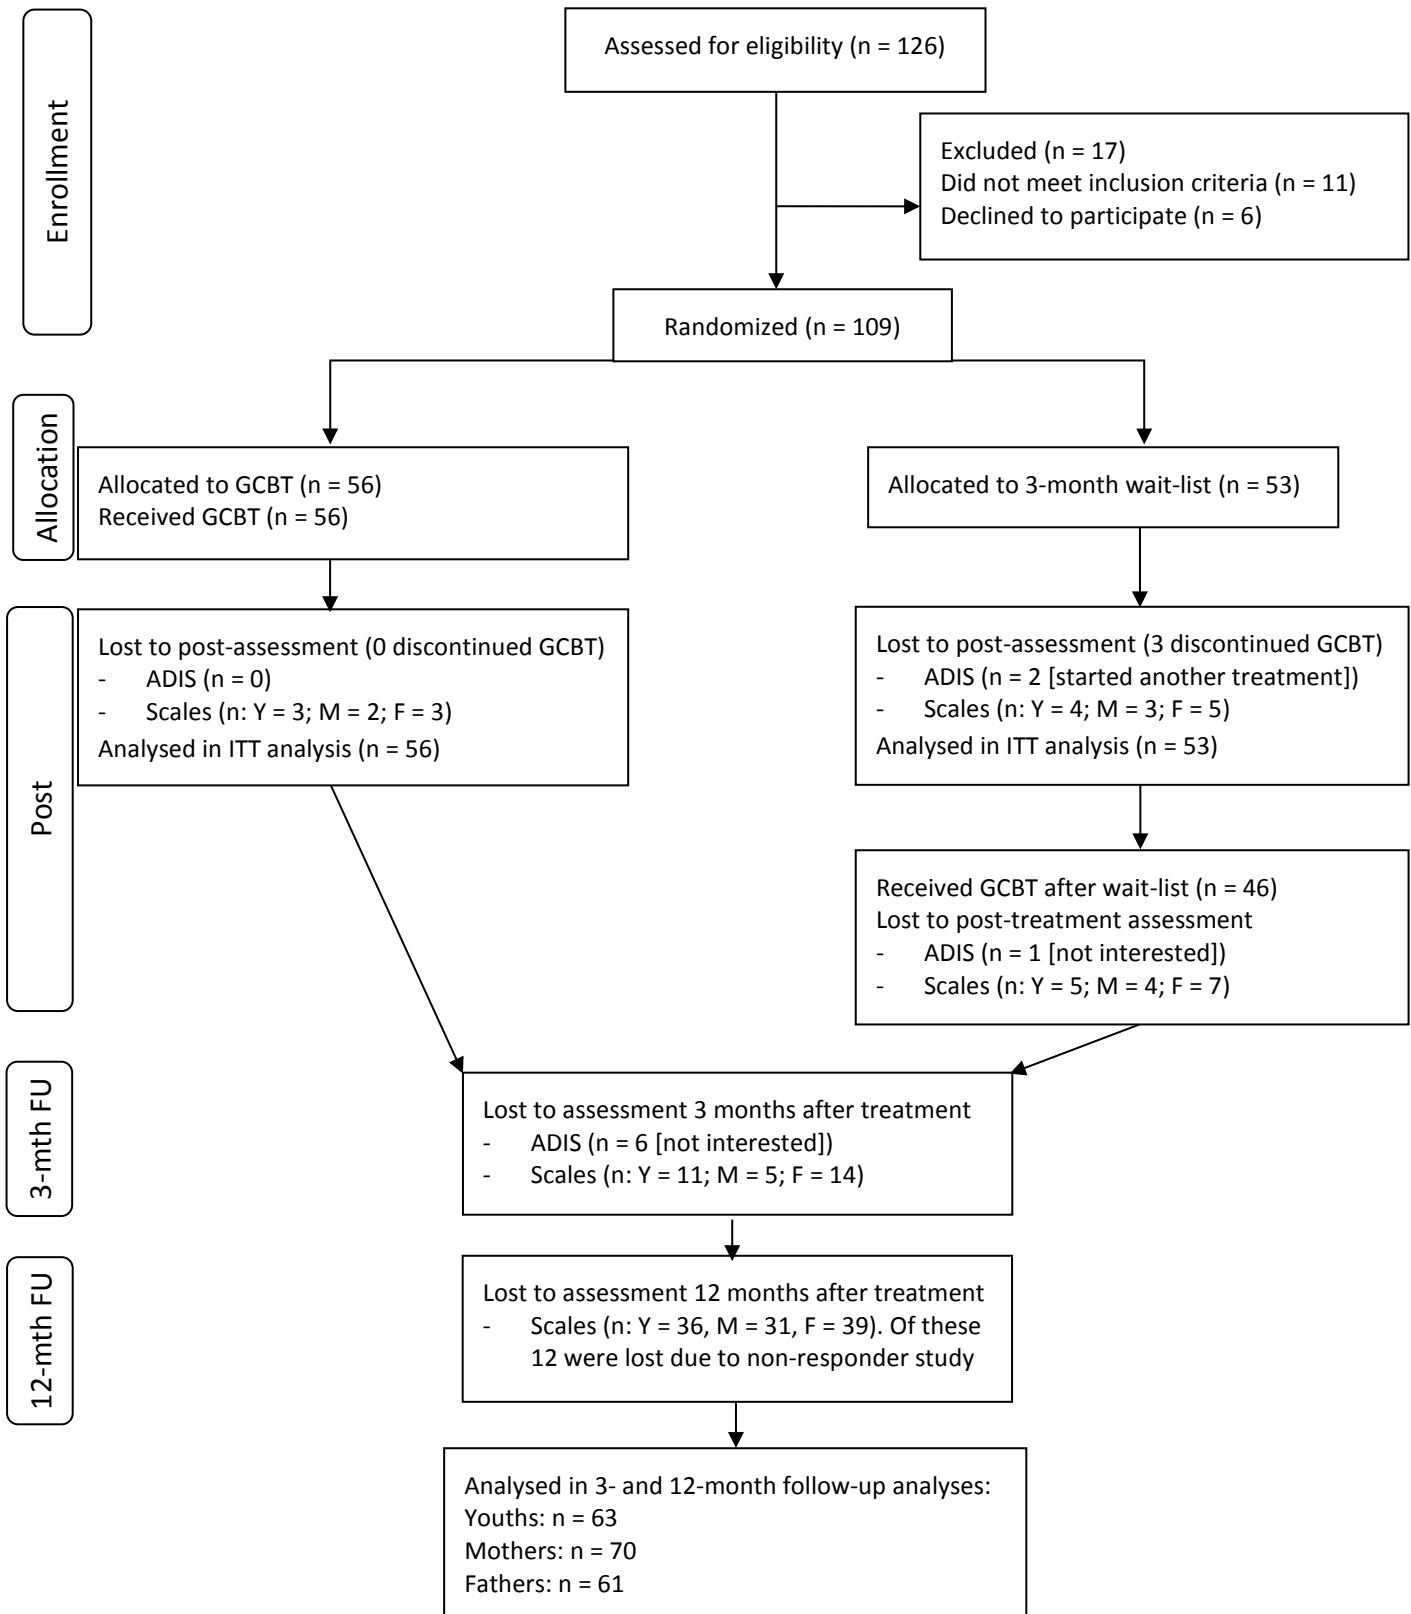 Enrollment
Assessed for eligibility (n = 126)
Excluded (n = 17)
Did not meet inclusion criteria (n = 11)
Declined to participate (n = 6)
Randomized (n = 109)
Allocation
Allocated to GCBT (n = 56)
Received GCBT (n = 56)
Allocated to 3-month wait-list (n = 53)
Post
Lost to post-assessment (0 discontinued GCBT)
- ADIS (n = 0)
- Scales (n: Y = 3; M = 2; F = 3)
Analysed in ITT analysis (n = 56)
Lost to post-assessment (3 discontinued GCBT)
- ADIS (n = 2 [started another treatment])
- Scales (n: Y = 4; M = 3; F = 5)
Analysed in ITT analysis (n = 53)
Received GCBT after wait-list (n = 46)
Lost to post-treatment assessment
- ADIS (n = 1 [not interested])
- Scales (n: Y = 5; M = 4; F = 7)
3-mth FU
Lost to assessment 3 months after treatment
- ADIS (n = 6 [not interested])
- Scales (n: Y = 11; M = 5; F = 14)
12-mth FU
Lost to assessment 12 months after treatment
- Scales (n: Y = 36, M = 31, F = 39). Of these
12 were lost due to non-responder study
Analysed in 3- and 12-month follow-up analyses:
Youths: n = 63
Mothers: n = 70
Fathers: n = 61